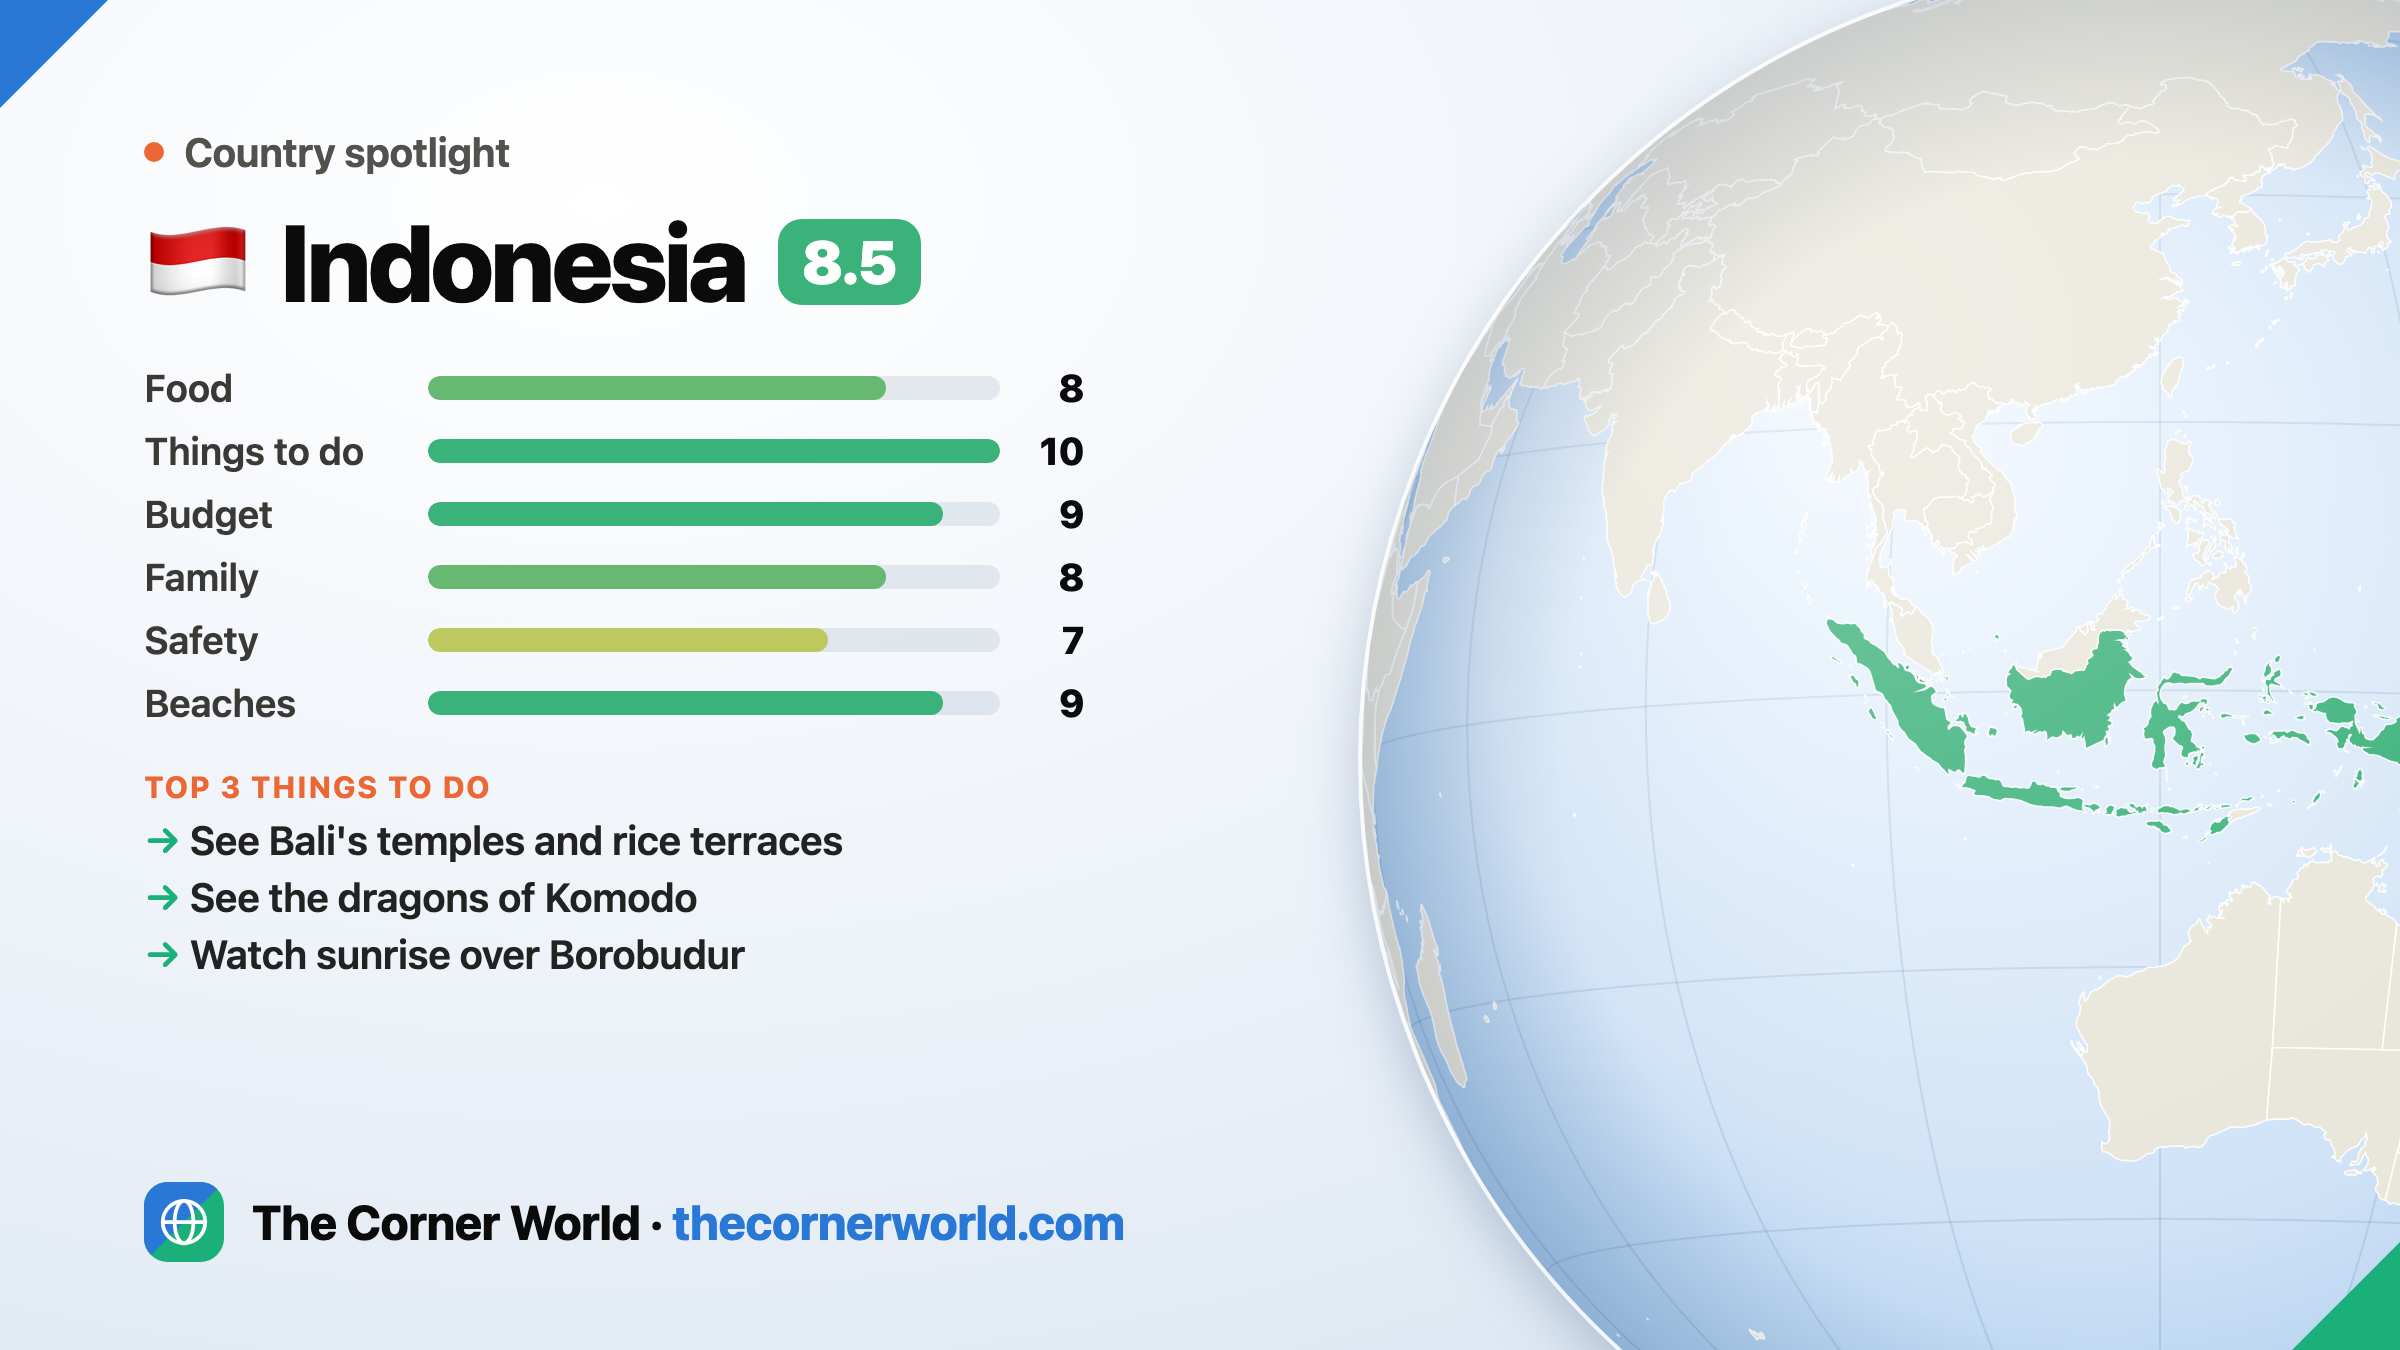 Country spotlight
Indonesia 8.5
Food 8
Things to do 10
Budget 9
Family 8
Safety 7
Beaches 9
TOP 3 THINGS TO DO
→ See Bali's temples and rice terraces
→ See the dragons of Komodo
→ Watch sunrise over Borobudur
The Corner World · thecornerworld.com